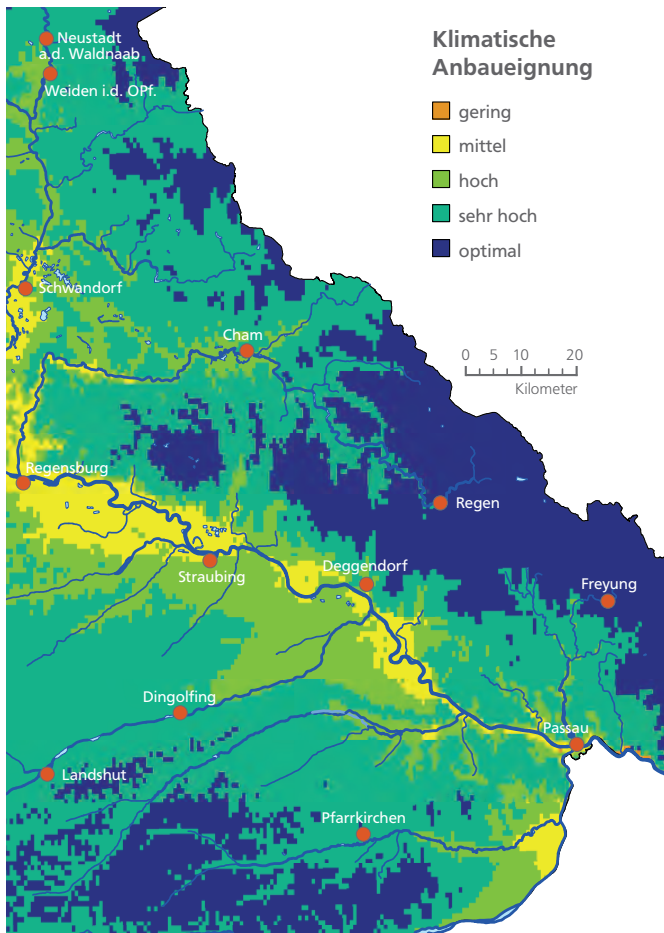 Neustadt
a.d. Waldnaab
Weiden i.d. OPf.
Klimatische
Anbaueignung
gering
mittel
hoch
sehr hoch
optimal
Schwandorf
Cham
0 5 10 20
Kilometer
Regensburg
Regen
Straubing
Deggendorf
Freyung
Dingolfing
Passau
Landshut
Pfarrkirchen